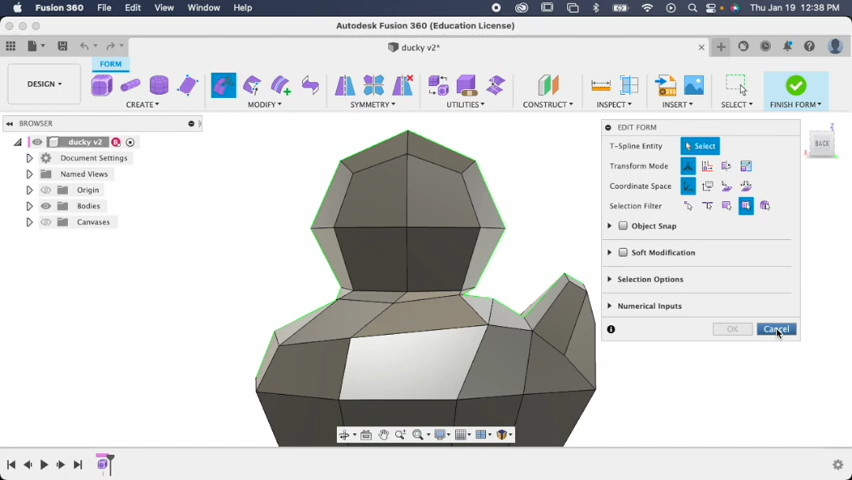 Fusion 360 File Edit View Window Help Thu Jan 19 12:38 PM
Autodesk Fusion 360 (Education License)
ducky v2*
DESIGN
FORM
CREATE MODIFY SYMMETRY UTILITIES CONSTRUCT INSPECT INSERT SELECT FINISH FORM
BROWSER
ducky v2
Document Settings
Named Views
Origin
Bodies
Canvases
EDIT FORM
T-Spline Entity Select
Transform Mode
Coordinate Space
Selection Filter
Object Snap
Soft Modification
Selection Options
Numerical Inputs
OK Cancel
Z
BACK
X